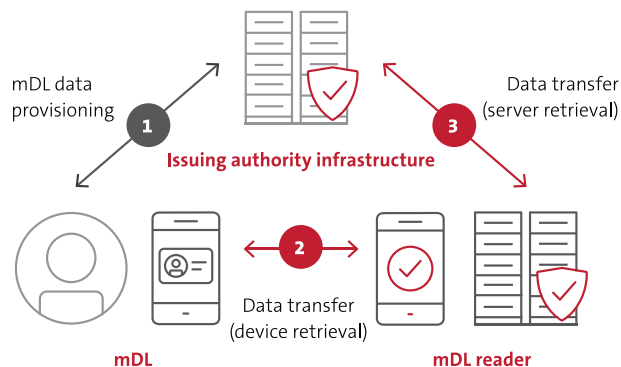 mDL data
provisioning
1
Issuing authority infrastructure
3
Data transfer
(server retrieval)
2
Data transfer
(device retrieval)
mDL
mDL reader